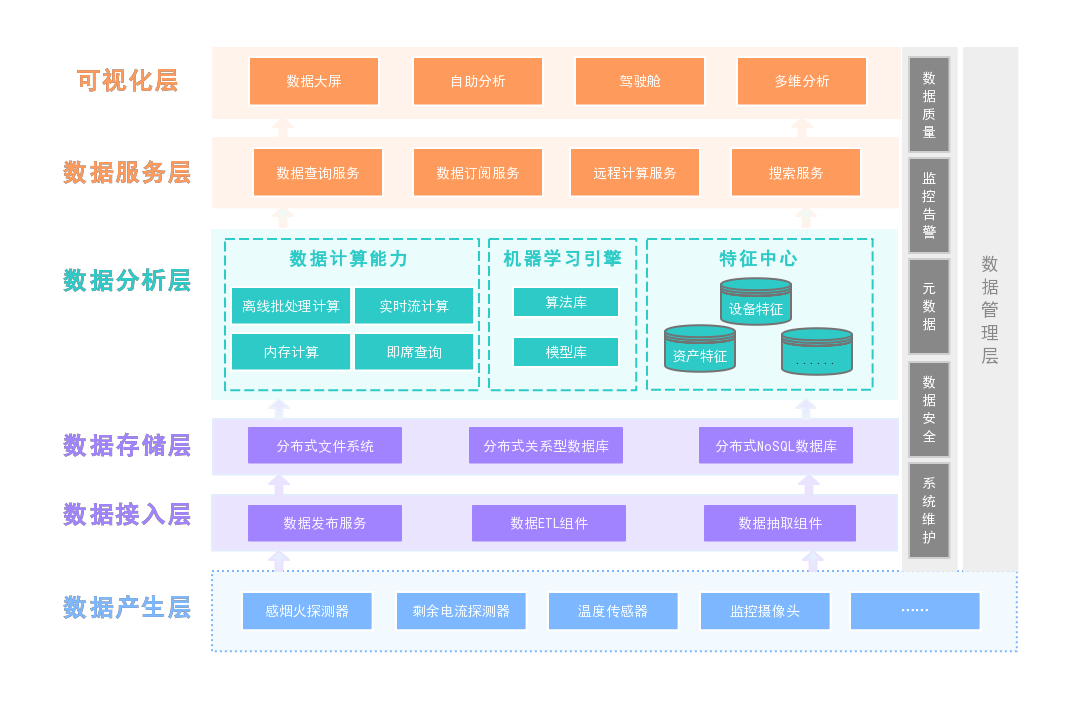 可视化层
数据大屏
自助分析
驾驶舱
多维分析
数据服务层
数据查询服务
数据订阅服务
远程计算服务
搜索服务
数据分析层
数据计算能力
离线批处理计算
实时流计算
内存计算
即席查询
机器学习引擎
算法库
模型库
特征中心
设备特征
资产特征
......
数据存储层
分布式文件系统
分布式关系型数据库
分布式NoSQL数据库
数据接入层
数据发布服务
数据ETL组件
数据抽取组件
数据产生层
感烟火探测器
剩余电流探测器
温度传感器
监控摄像头
……
数据质量
监控告警
元数据
数据安全
系统维护
数据管理层